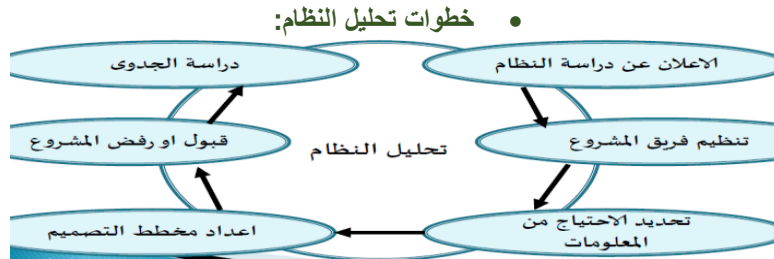 • خطوات تحليل النظام:
الاعلان عن دراسة النظام
دراسة الجدوى
تنظيم فريق المشروع
قبول او رفض المشروع
تحليل النظام
تحديد الاحتياج من
المعلومات
اعداد مخطط التصميم